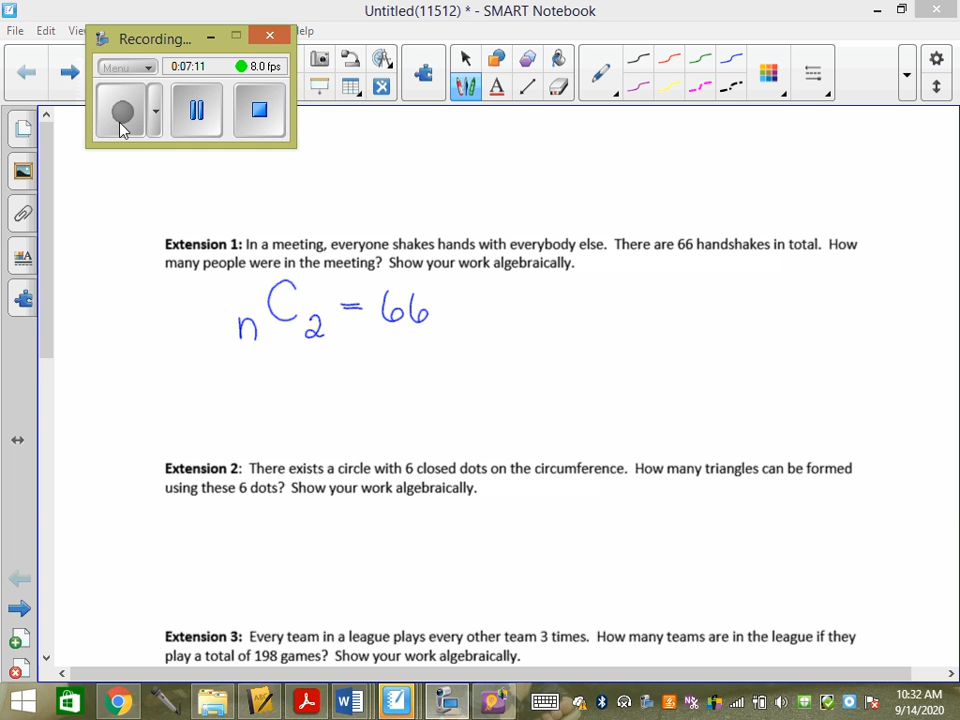 Untitled(11512) * - SMART Notebook
File Edit Vie elp
Recording...
Menu 0:07:11 8.0 fps
Extension 1: In a meeting, everyone shakes hands with everybody else. There are 66 handshakes in total. How
many people were in the meeting? Show your work algebraically.
n C 2 = 66
Extension 2: There exists a circle with 6 closed dots on the circumference. How many triangles can be formed
using these 6 dots? Show your work algebraically.
Extension 3: Every team in a league plays every other team 3 times. How many teams are in the league if they
play a total of 198 games? Show your work algebraically.
10:32 AM
9/14/2020